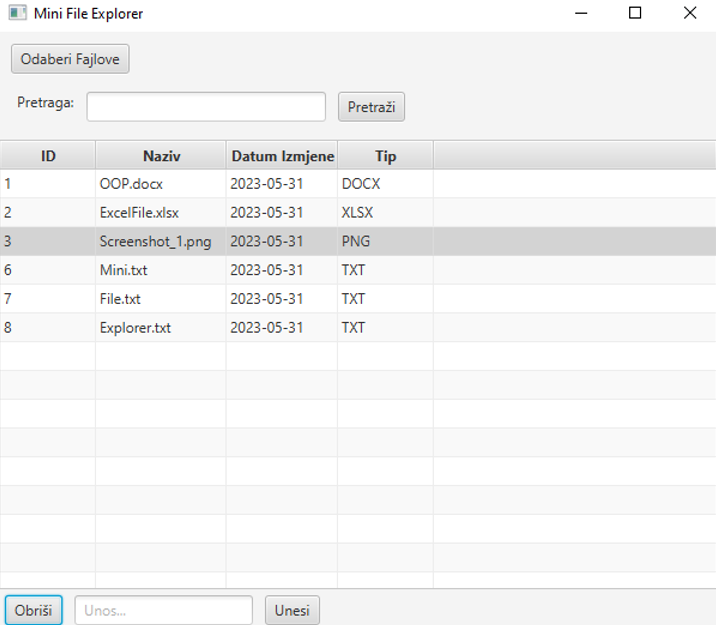 Mini File Explorer
Odaberi Fajlove
Pretraga: Pretraži
ID Naziv Datum Izmjene Tip
1 OOP.docx 2023-05-31 DOCX
2 ExcelFile.xlsx 2023-05-31 XLSX
3 Screenshot_1.png 2023-05-31 PNG
6 Mini.txt 2023-05-31 TXT
7 File.txt 2023-05-31 TXT
8 Explorer.txt 2023-05-31 TXT
Obriši Unos... Unesi